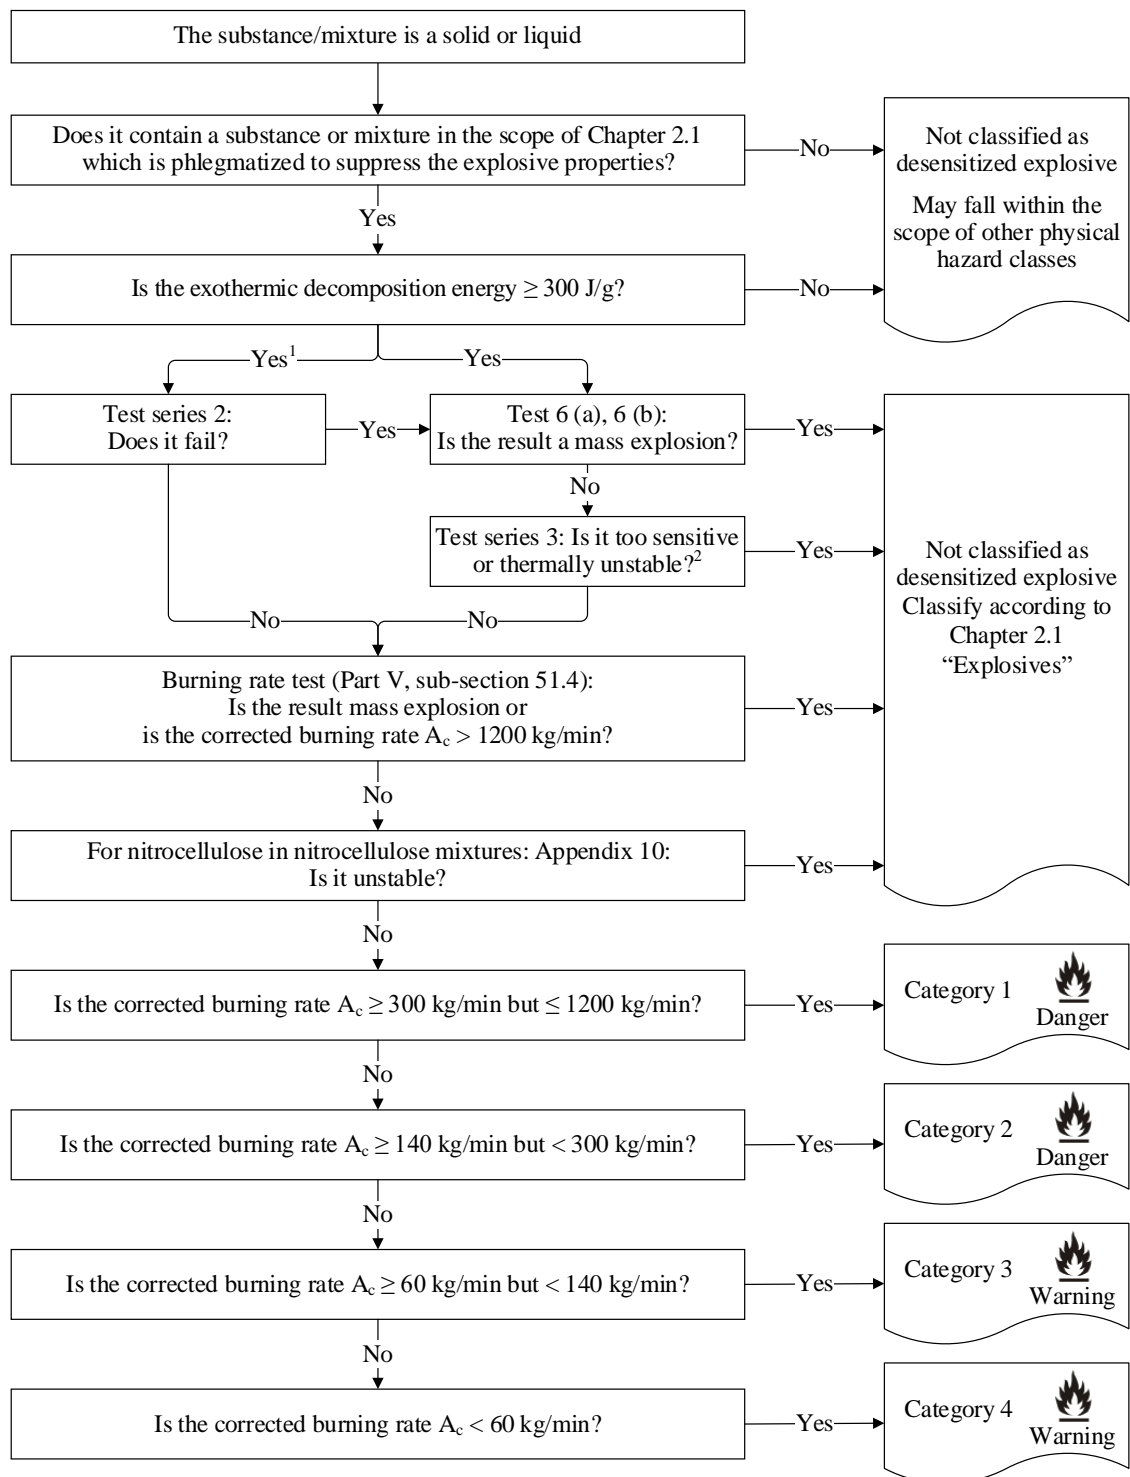 The substance/mixture is a solid or liquid
Does it contain a substance or mixture in the scope of Chapter 2.1
which is phlegmatized to suppress the explosive properties?
No
Not classified as
desensitized explosive
May fall within the
scope of other physical
hazard classes
Yes
Is the exothermic decomposition energy ≥ 300 J/g?
No
Yes¹
Yes
Test series 2:
Does it fail?
Yes
Test 6 (a), 6 (b):
Is the result a mass explosion?
Yes
No
Test series 3: Is it too sensitive
or thermally unstable?²
Yes
Not classified as
desensitized explosive
Classify according to
Chapter 2.1
“Explosives”
No
No
Burning rate test (Part V, sub-section 51.4):
Is the result mass explosion or
is the corrected burning rate Ac > 1200 kg/min?
Yes
No
For nitrocellulose in nitrocellulose mixtures: Appendix 10:
Is it unstable?
Yes
No
Is the corrected burning rate Ac ≥ 300 kg/min but ≤ 1200 kg/min?
Yes
Category 1
Danger
No
Is the corrected burning rate Ac ≥ 140 kg/min but < 300 kg/min?
Yes
Category 2
Danger
No
Is the corrected burning rate Ac ≥ 60 kg/min but < 140 kg/min?
Yes
Category 3
Warning
No
Is the corrected burning rate Ac < 60 kg/min?
Yes
Category 4
Warning